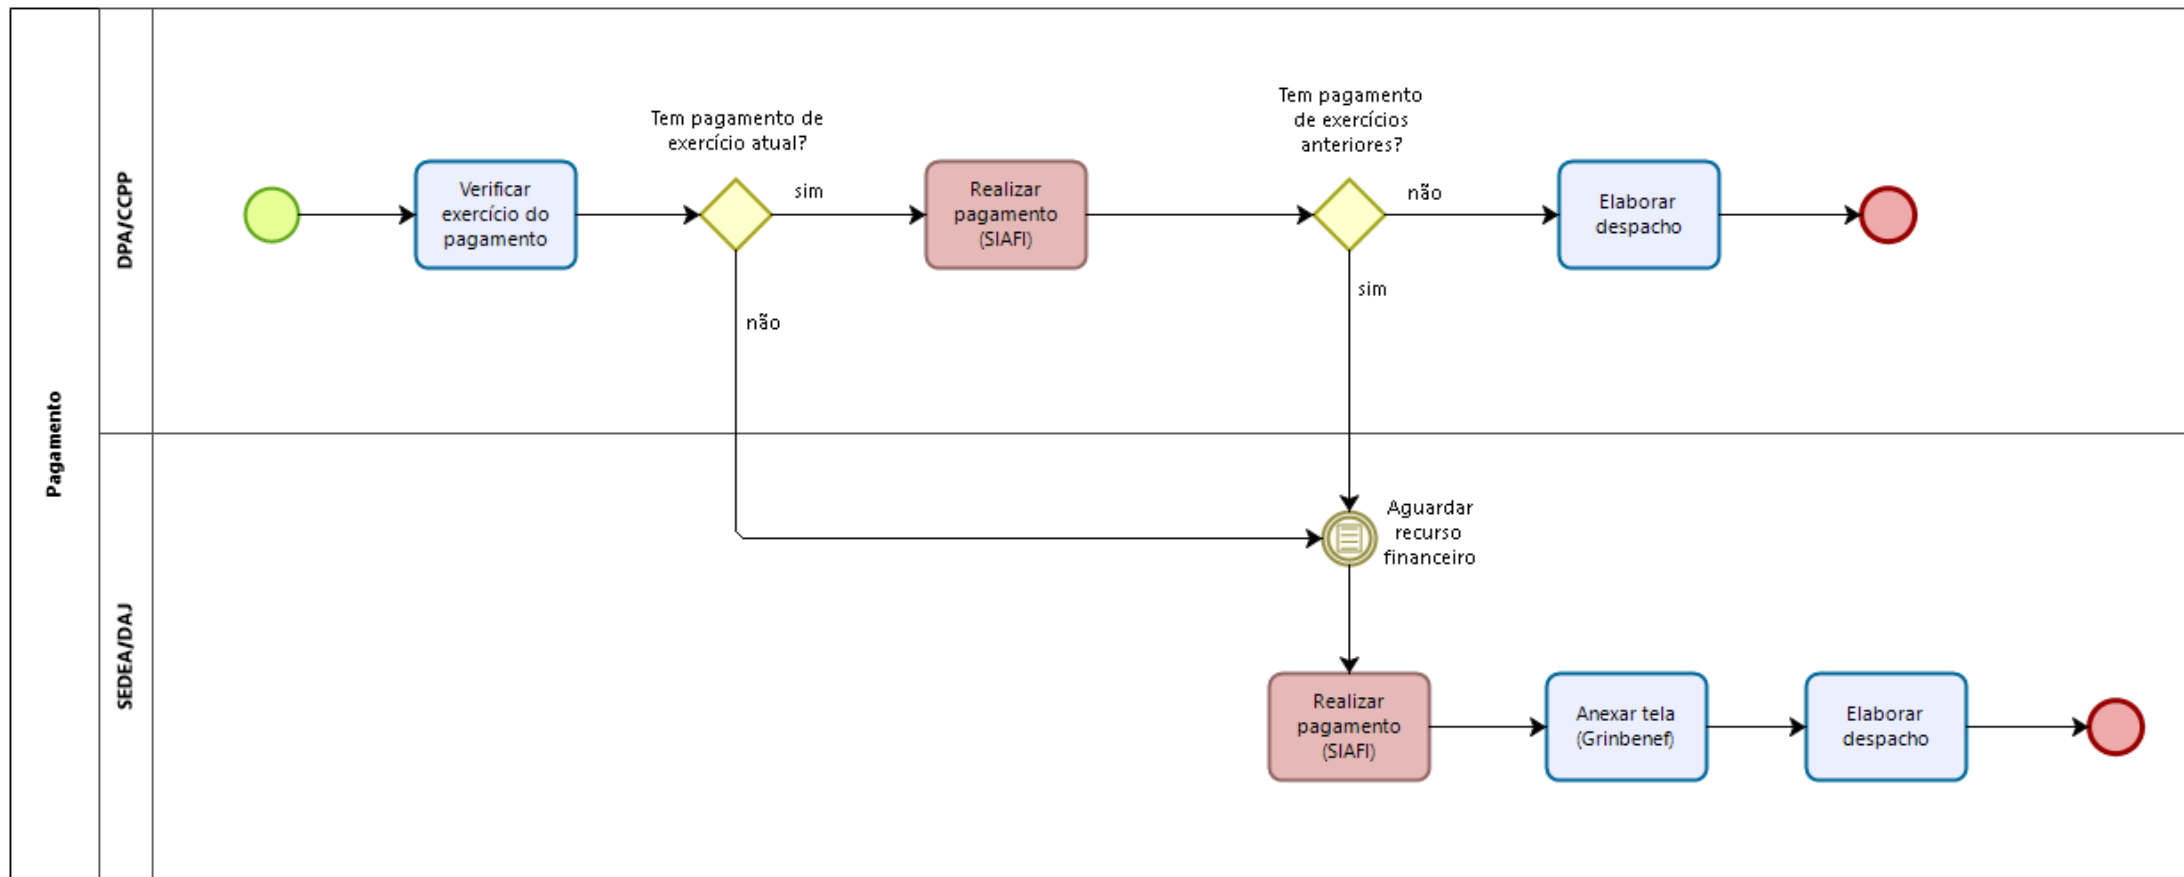 Pagamento
DPA/CCPP
Verificar
exercício do
pagamento
Tem pagamento de
exercício atual?
sim
não
Realizar
pagamento
(SIAFI)
Tem pagamento
de exercícios
anteriores?
não
sim
Elaborar
despacho
SEDEA/DAJ
Aguardar
recurso
financeiro
Realizar
pagamento
(SIAFI)
Anexar tela
(Grinbenef)
Elaborar
despacho